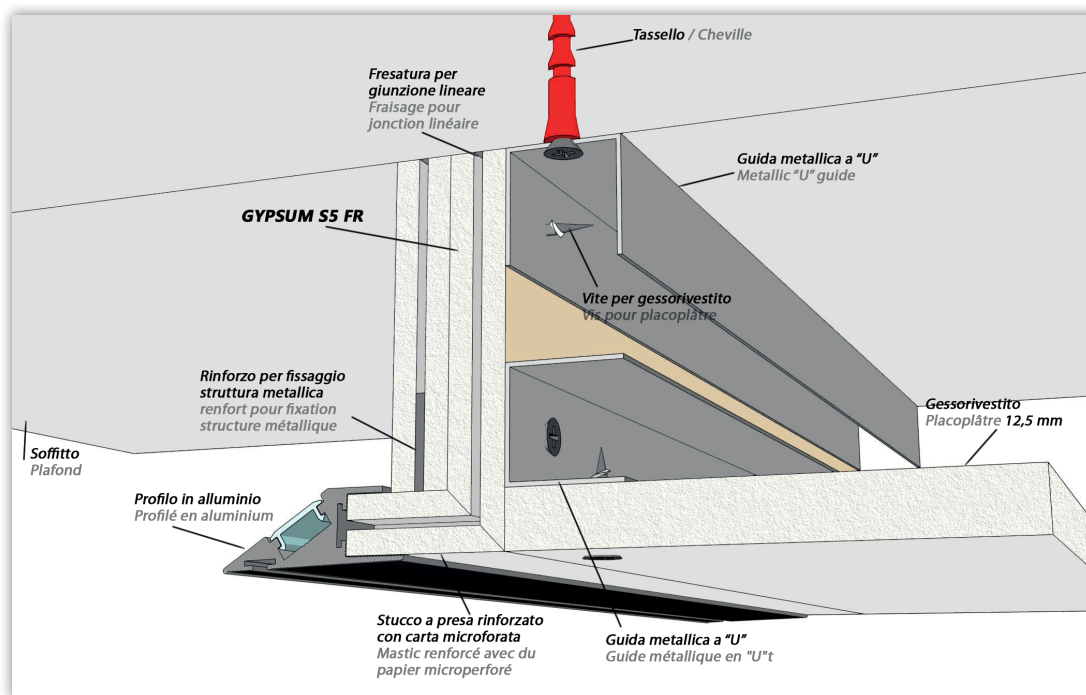 Tassello / Cheville
Fresatura per
giunzione lineare
Fraisage pour
jonction linéaire
Guida metallica a “U”
Metallic “U” guide
GYPSUM S5 FR
Vite per gessorivestito
Vis pour placoplâtre
Rinforzo per fissaggio
struttura metallica
renfort pour fixation
structure métallique
Gessorivestito
Placoplâtre 12,5 mm
Soffitto
Plafond
Profilo in alluminio
Profilé en aluminium
Stucco a presa rinforzato
con carta microforata
Mastic renforcé avec du
papier microperforé
Guida metallica a “U”
Guide métallique en "U"t